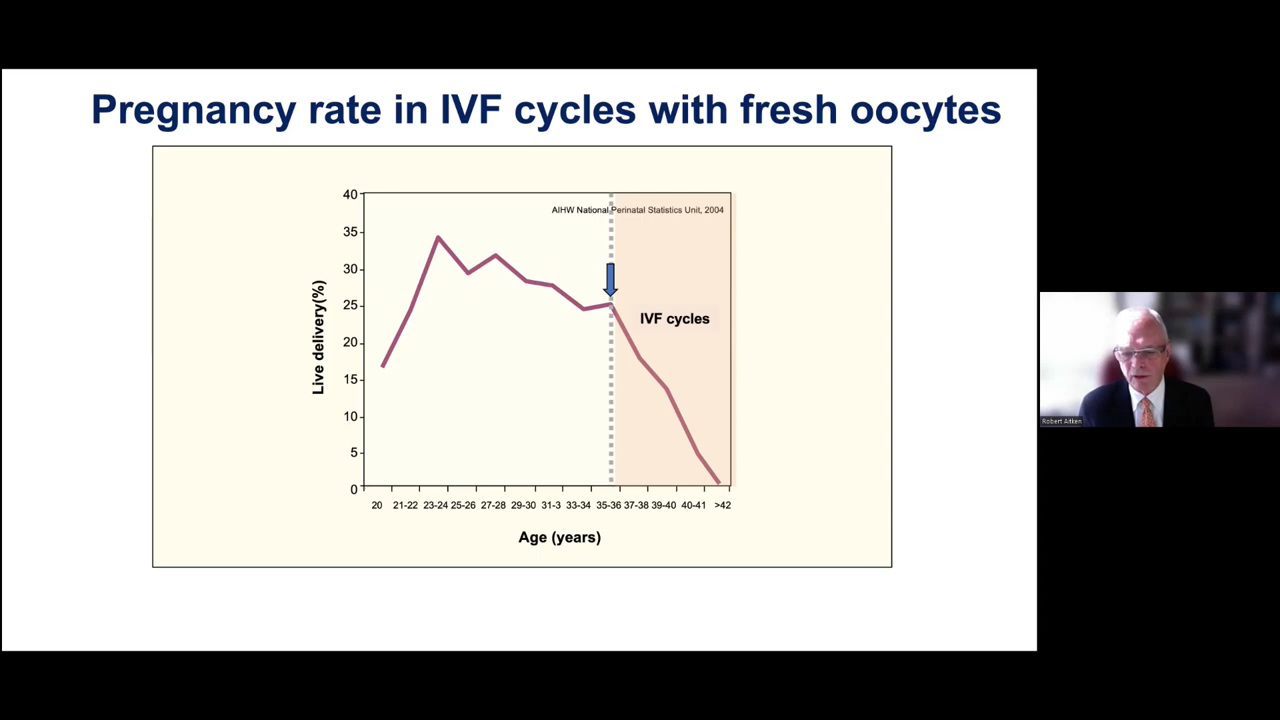 Pregnancy rate in IVF cycles with fresh oocytes
AIHW National Perinatal Statistics Unit, 2004
40
35
30
25
20
15
10
5
0
Live delivery(%)
IVF cycles
20 21-22 23-24 25-26 27-28 29-30 31-3 33-34 35-36 37-38 39-40 40-41 >42
Age (years)
Robert Aitken